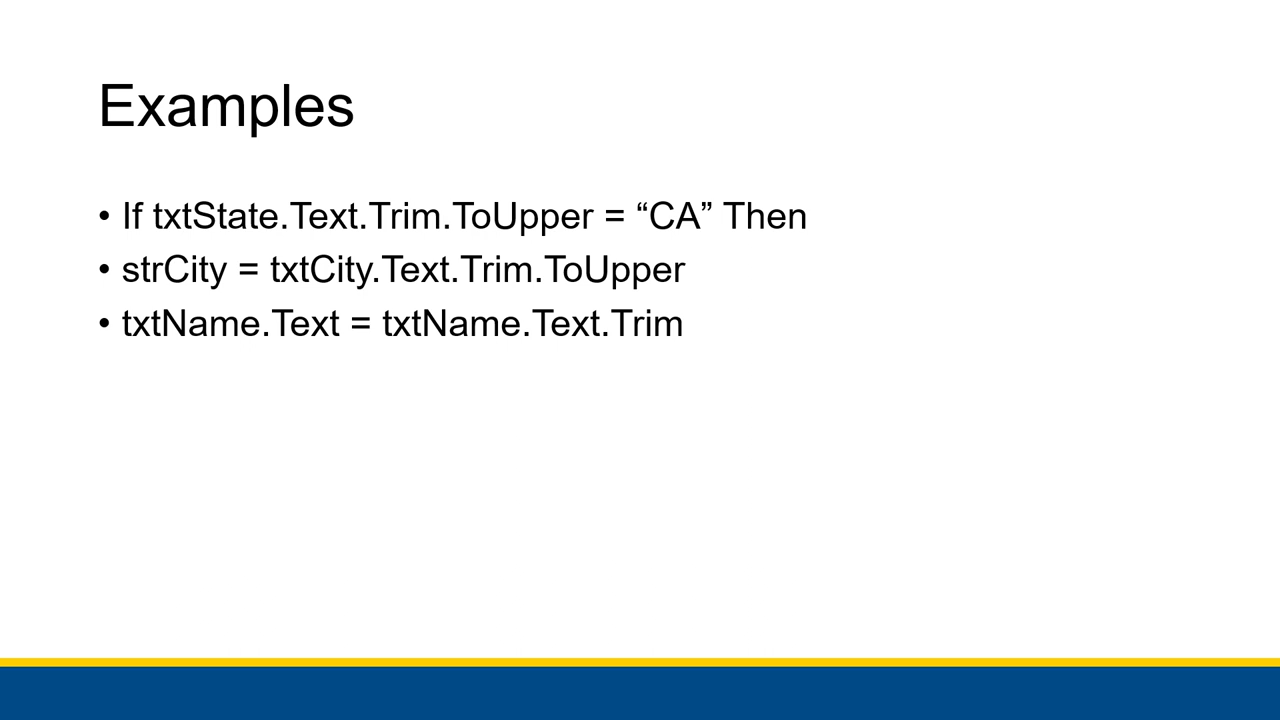 Examples
• If txtState.Text.Trim.ToUpper = “CA” Then
• strCity = txtCity.Text.Trim.ToUpper
• txtName.Text = txtName.Text.Trim